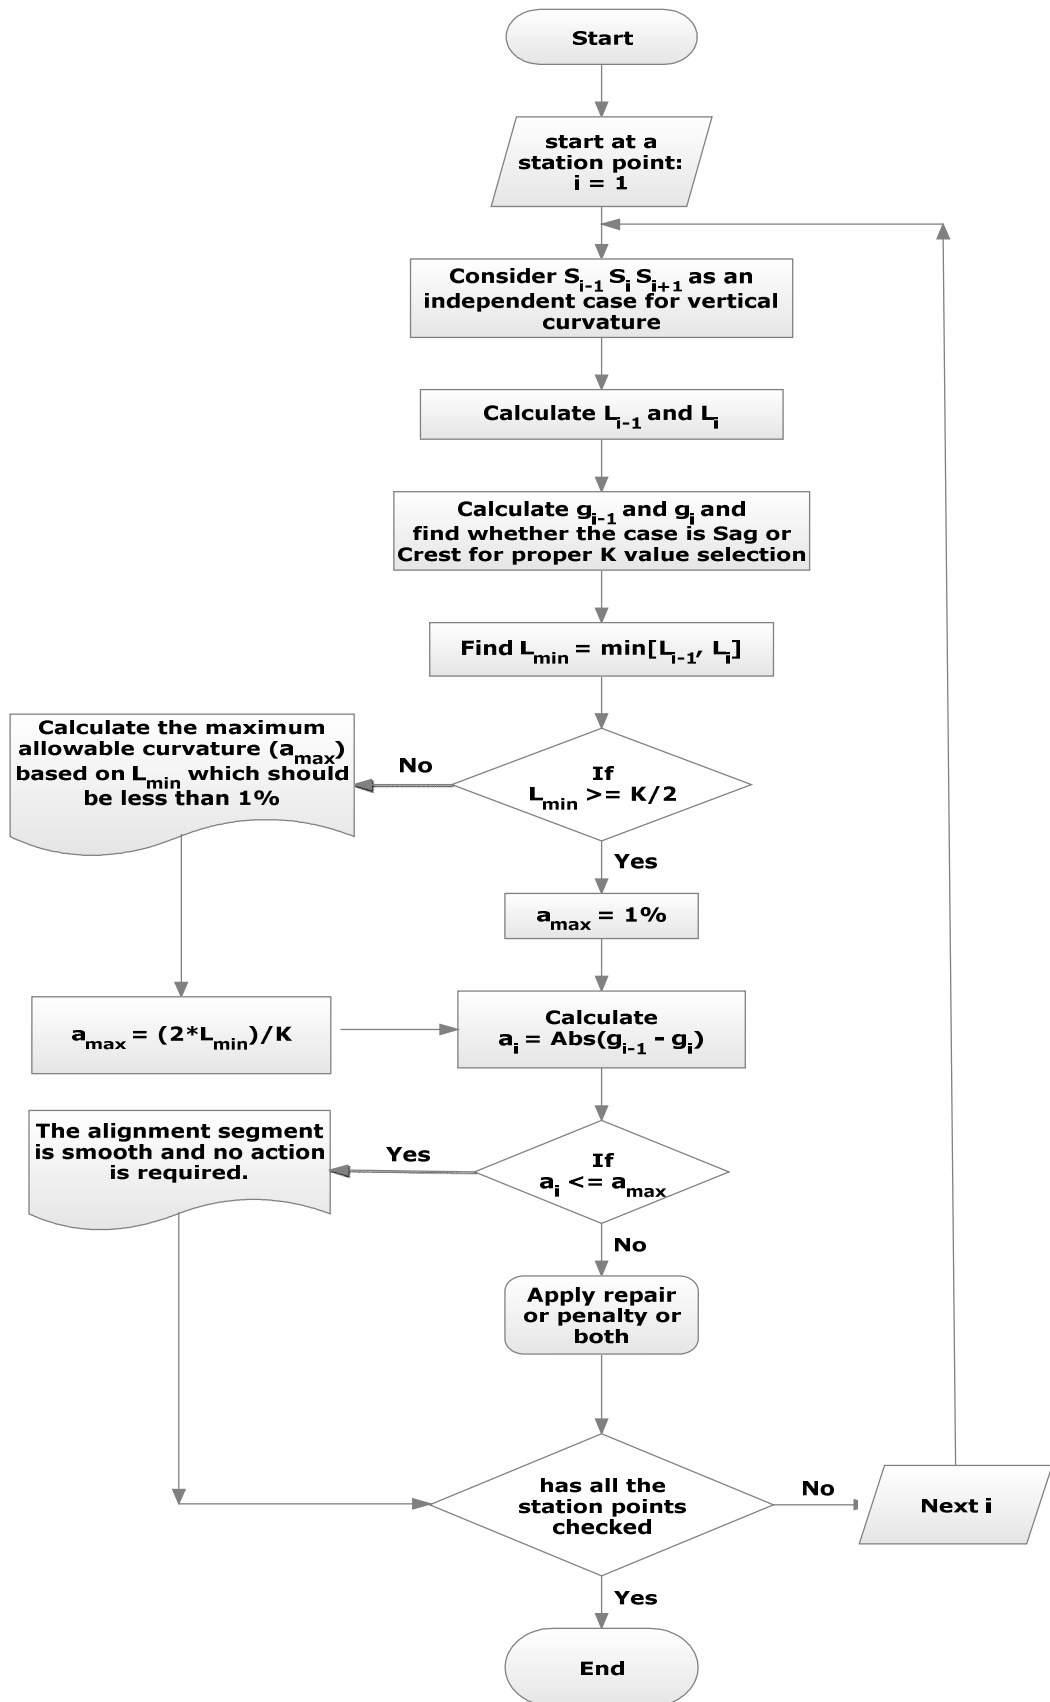 Start
start at a
station point:
i = 1
Consider Si-1 Si Si+1 as an
independent case for vertical
curvature
Calculate Li-1 and Li
Calculate gi-1 and gi and
find whether the case is Sag or
Crest for proper K value selection
Find Lmin = min[Li-1, Li]
Calculate the maximum
allowable curvature (amax)
based on Lmin which should
be less than 1%
No
If
Lmin >= K/2
Yes
amax = 1%
amax = (2*Lmin)/K
Calculate
ai = Abs(gi-1 - gi)
The alignment segment
is smooth and no action
is required.
Yes
If
ai <= amax
No
Apply repair
or penalty or
both
has all the
station points
checked
No
Next i
Yes
End